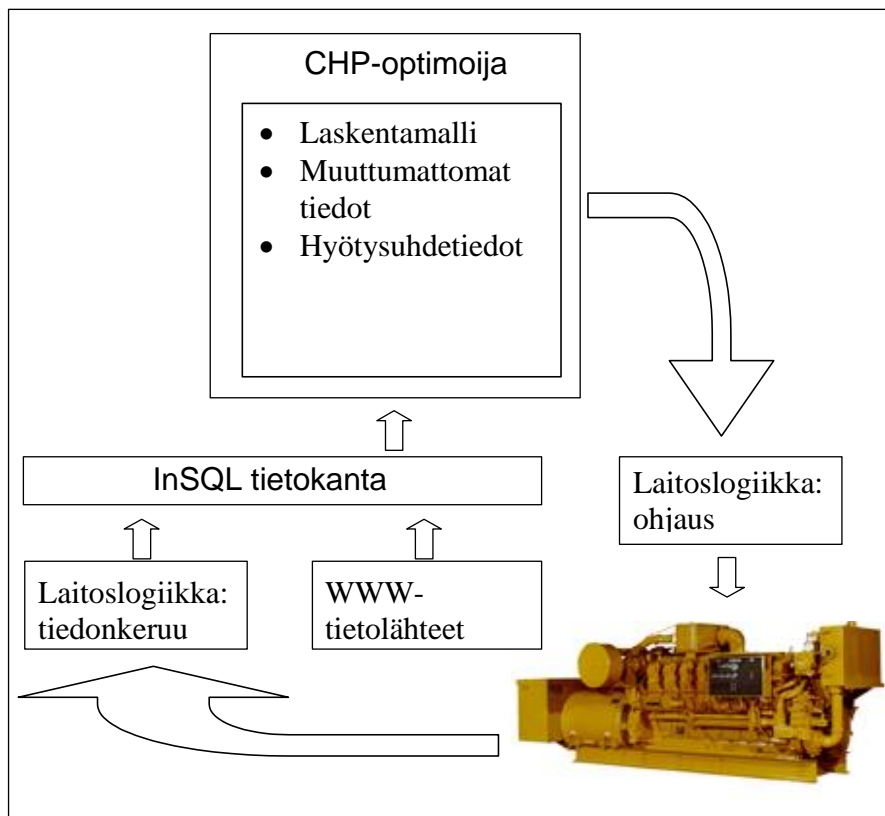 CHP-optimoija
• Laskentamalli
• Muuttumattomat
tiedot
• Hyötysuhdetiedot
InSQL tietokanta
Laitoslogiikka:
ohjaus
Laitoslogiikka:
tiedonkeruu
WWW-
tietolähteet